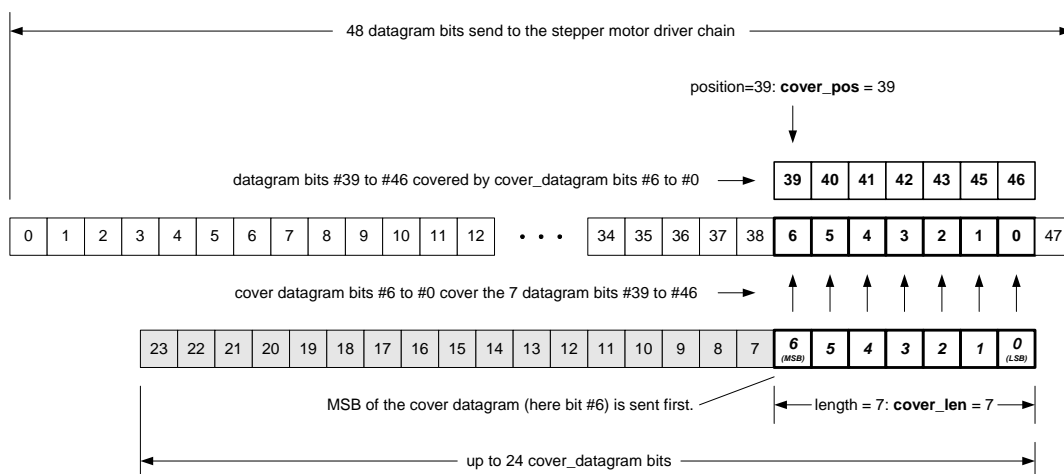 48 datagram bits send to the stepper motor driver chain
position=39: cover_pos = 39
datagram bits #39 to #46 covered by cover_datagram bits #6 to #0
39 40 41 42 43 45 46
0 1 2 3 4 5 6 7 8 9 10 11 12 • • • 34 35 36 37 38 6 5 4 3 2 1 0 47
cover datagram bits #6 to #0 cover the 7 datagram bits #39 to #46
23 22 21 20 19 18 17 16 15 14 13 12 11 10 9 8 7 6 5 4 3 2 1 0
(MSB) (LSB)
MSB of the cover datagram (here bit #6) is sent first.
length = 7: cover_len = 7
up to 24 cover_datagram bits